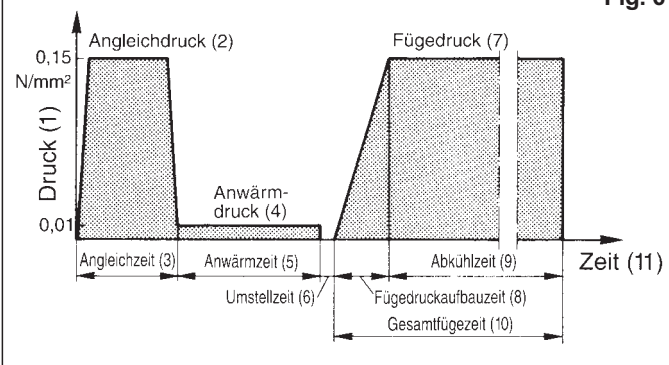 Fig. 6
Angleichdruck (2)
Fügedruck (7)
0,15
N/mm²
Druck (1)
Anwärm-
druck (4)
0,01
Angleichzeit (3)
Anwärmzeit (5)
Abkühlzeit (9)
Zeit (11)
Umstellzeit (6)
Fügedruckaufbauzeit (8)
Gesamtfügezeit (10)